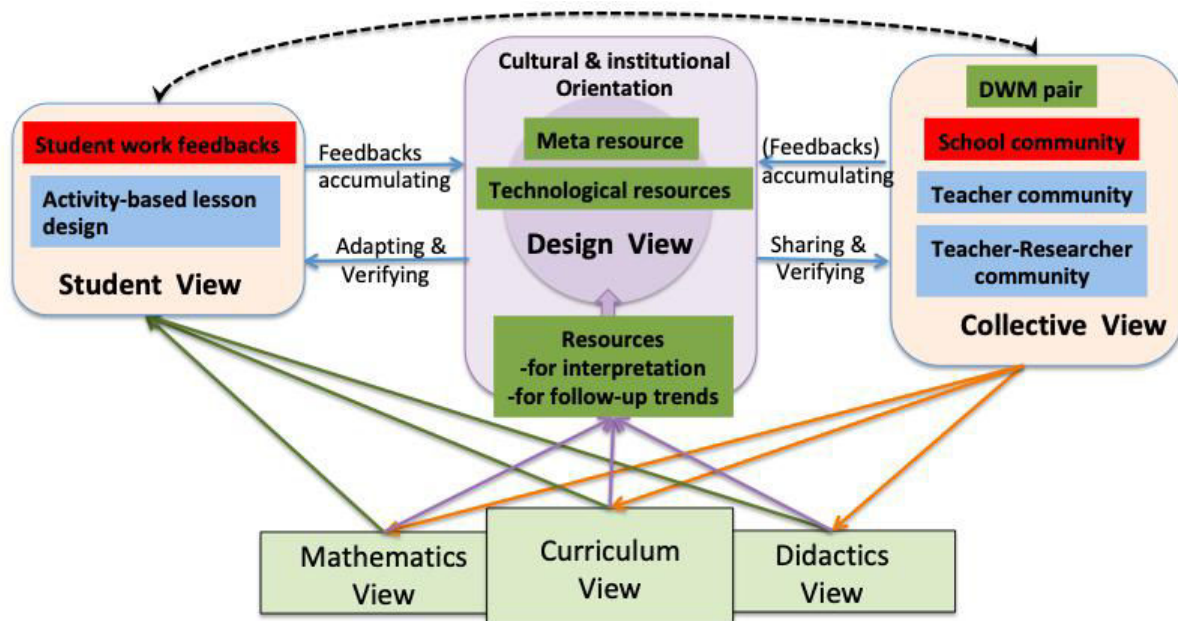 Student work feedbacks
Activity-based lesson
design
Student View
Feedbacks
accumulating
Adapting &
Verifying
Cultural & institutional
Orientation
Meta resource
Technological resources
Design View
Resources
-for interpretation
-for follow-up trends
(Feedbacks)
accumulating
Sharing &
Verifying
DWM pair
School community
Teacher community
Teacher-Researcher
community
Collective View
Mathematics
View
Curriculum
View
Didactics
View